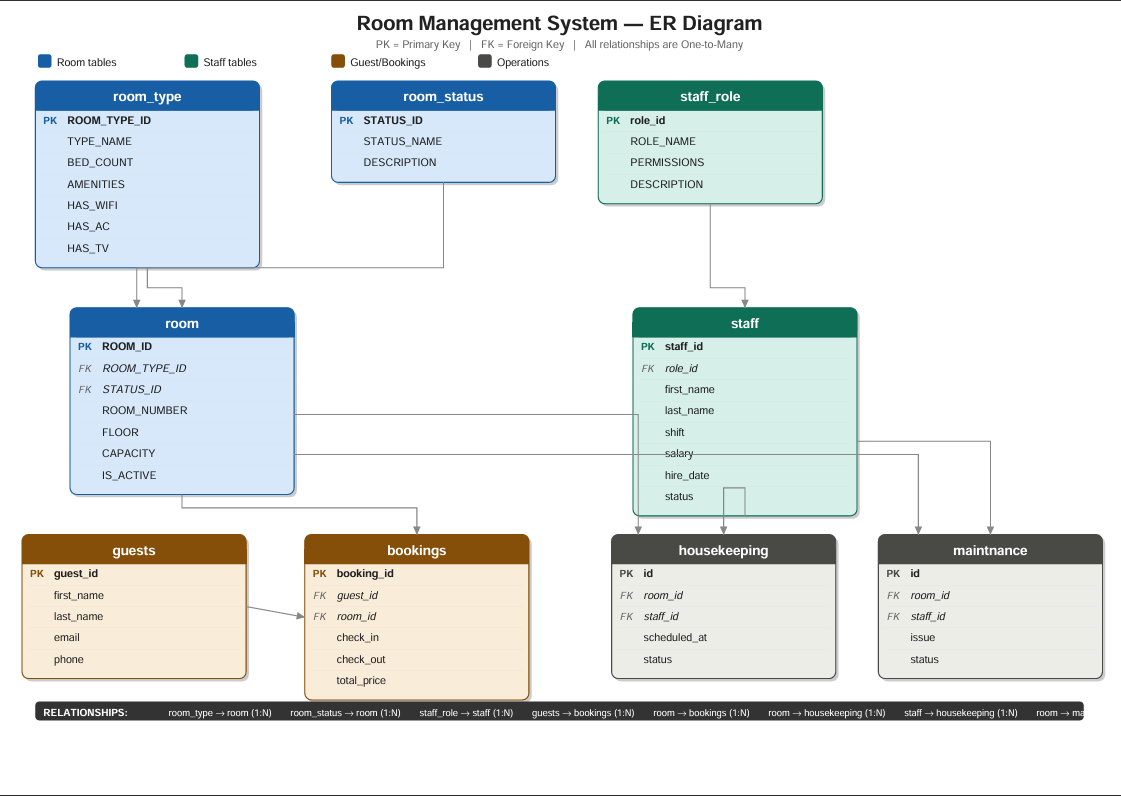 Room Management System — ER Diagram
PK = Primary Key | FK = Foreign Key | All relationships are One-to-Many
Room tables
Staff tables
Guest/Bookings
Operations
room_type
PK ROOM_TYPE_ID
TYPE_NAME
BED_COUNT
AMENITIES
HAS_WIFI
HAS_AC
HAS_TV
room_status
PK STATUS_ID
STATUS_NAME
DESCRIPTION
staff_role
PK role_id
ROLE_NAME
PERMISSIONS
DESCRIPTION
room
PK ROOM_ID
FK ROOM_TYPE_ID
FK STATUS_ID
ROOM_NUMBER
FLOOR
CAPACITY
IS_ACTIVE
staff
PK staff_id
FK role_id
first_name
last_name
shift
salary
hire_date
status
guests
PK guest_id
first_name
last_name
email
phone
bookings
PK booking_id
FK guest_id
FK room_id
check_in
check_out
total_price
housekeeping
PK id
FK room_id
FK staff_id
scheduled_at
status
maintnance
PK id
FK room_id
FK staff_id
issue
status
RELATIONSHIPS: room_type → room (1:N) room_status → room (1:N) staff_role → staff (1:N) guests → bookings (1:N) room → bookings (1:N) room → housekeeping (1:N) staff → housekeeping (1:N) room → ma